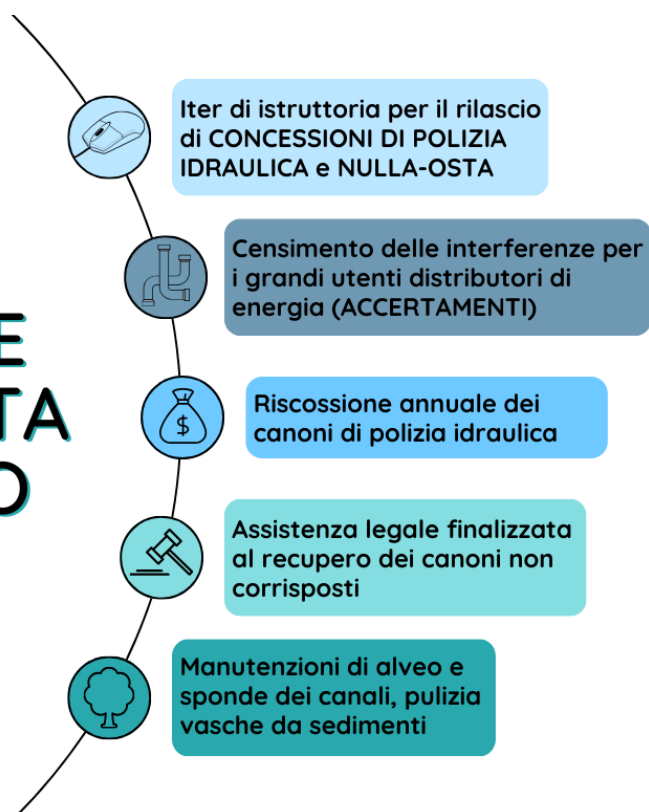 Iter di istruttoria per il rilascio
di CONCESSIONI DI POLIZIA
IDRAULICA e NULLA-OSTA
Censimento delle interferenze per
i grandi utenti distributori di
energia (ACCERTAMENTI)
E
TA
O
Riscossione annuale dei
canoni di polizia idraulica
$
Assistenza legale finalizzata
al recupero dei canoni non
corrisposti
Manutenzioni di alveo e
sponde dei canali, pulizia
vasche da sedimenti